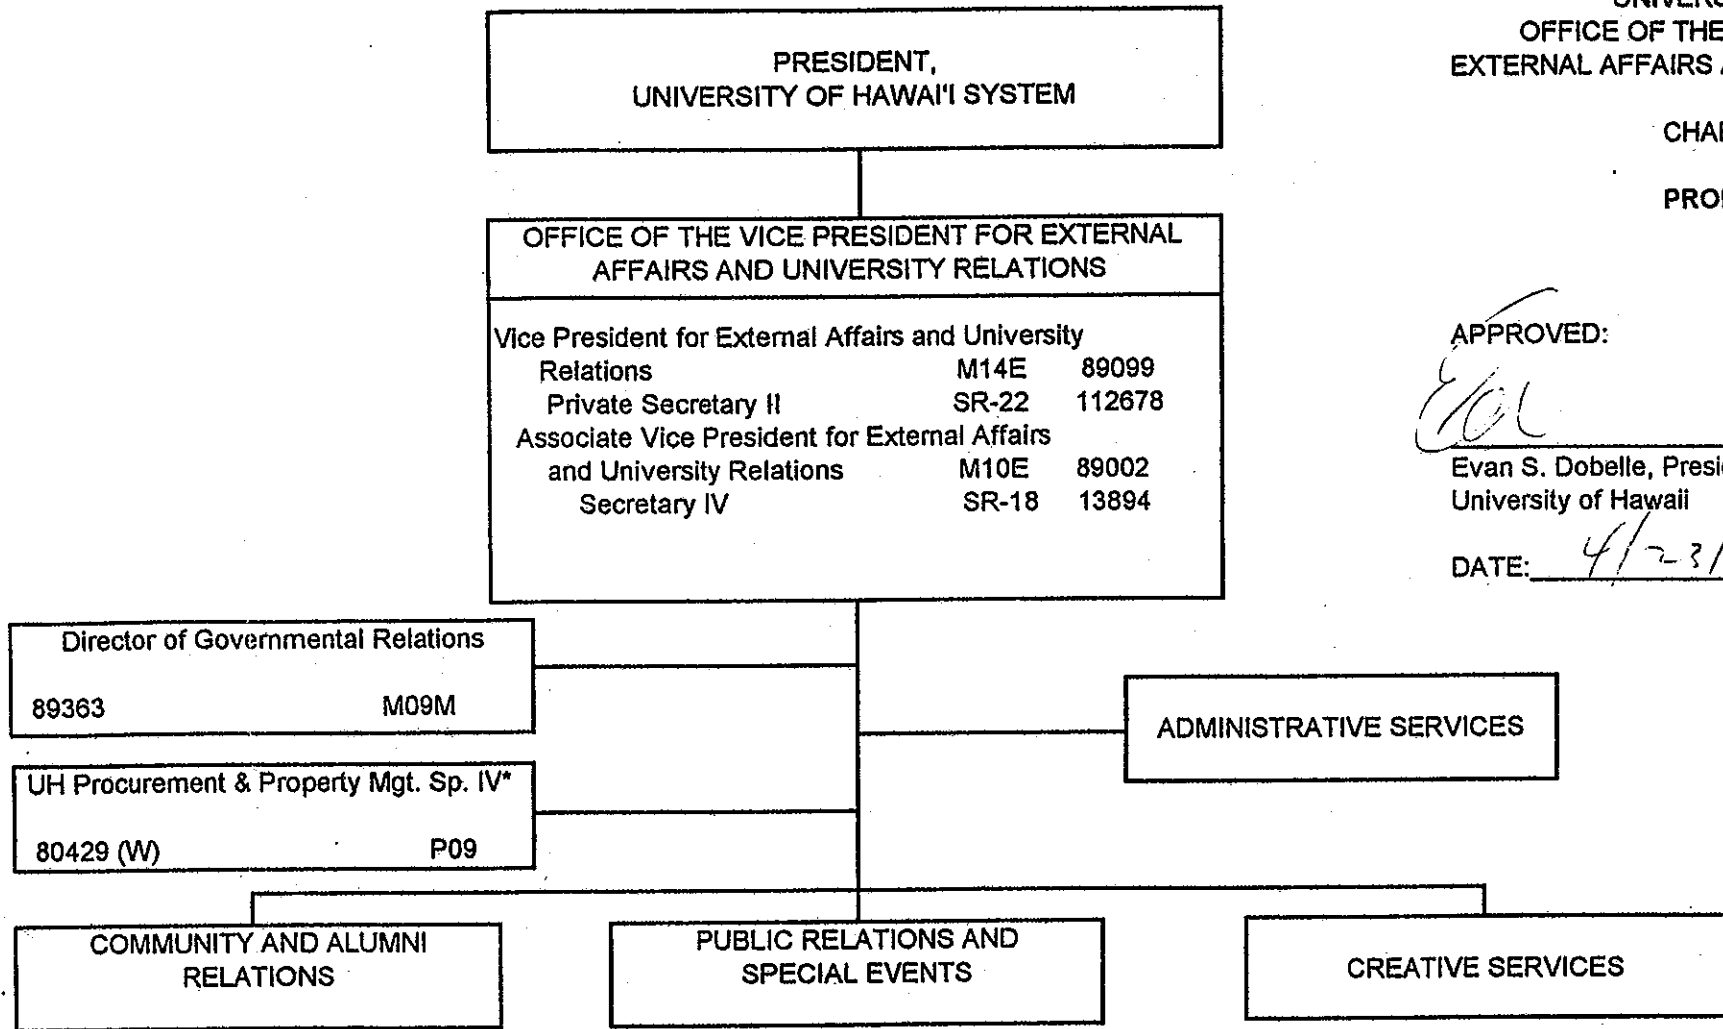 OFFICE OF THE
EXTERNAL AFFAIRS
PRESIDENT,
UNIVERSITY OF HAWAI'I SYSTEM
OFFICE OF THE VICE PRESIDENT FOR EXTERNAL
AFFAIRS AND UNIVERSITY RELATIONS
Vice President for External Affairs and University
Relations M14E 89099
Private Secretary II SR-22 112678
Associate Vice President for External Affairs
and University Relations M10E 89002
Secretary IV SR-18 13894
APPROVED:
Evan S. Dobelle,
University of Hawaii
DATE: 4/23/
Director of Governmental Relations
89363 M09M
UH Procurement & Property Mgt. Sp. IV*
80429 (W) P09
ADMINISTRATIVE SERVICES
COMMUNITY AND ALUMNI
RELATIONS
PUBLIC RELATIONS AND
SPECIAL EVENTS
CREATIVE SERVICES